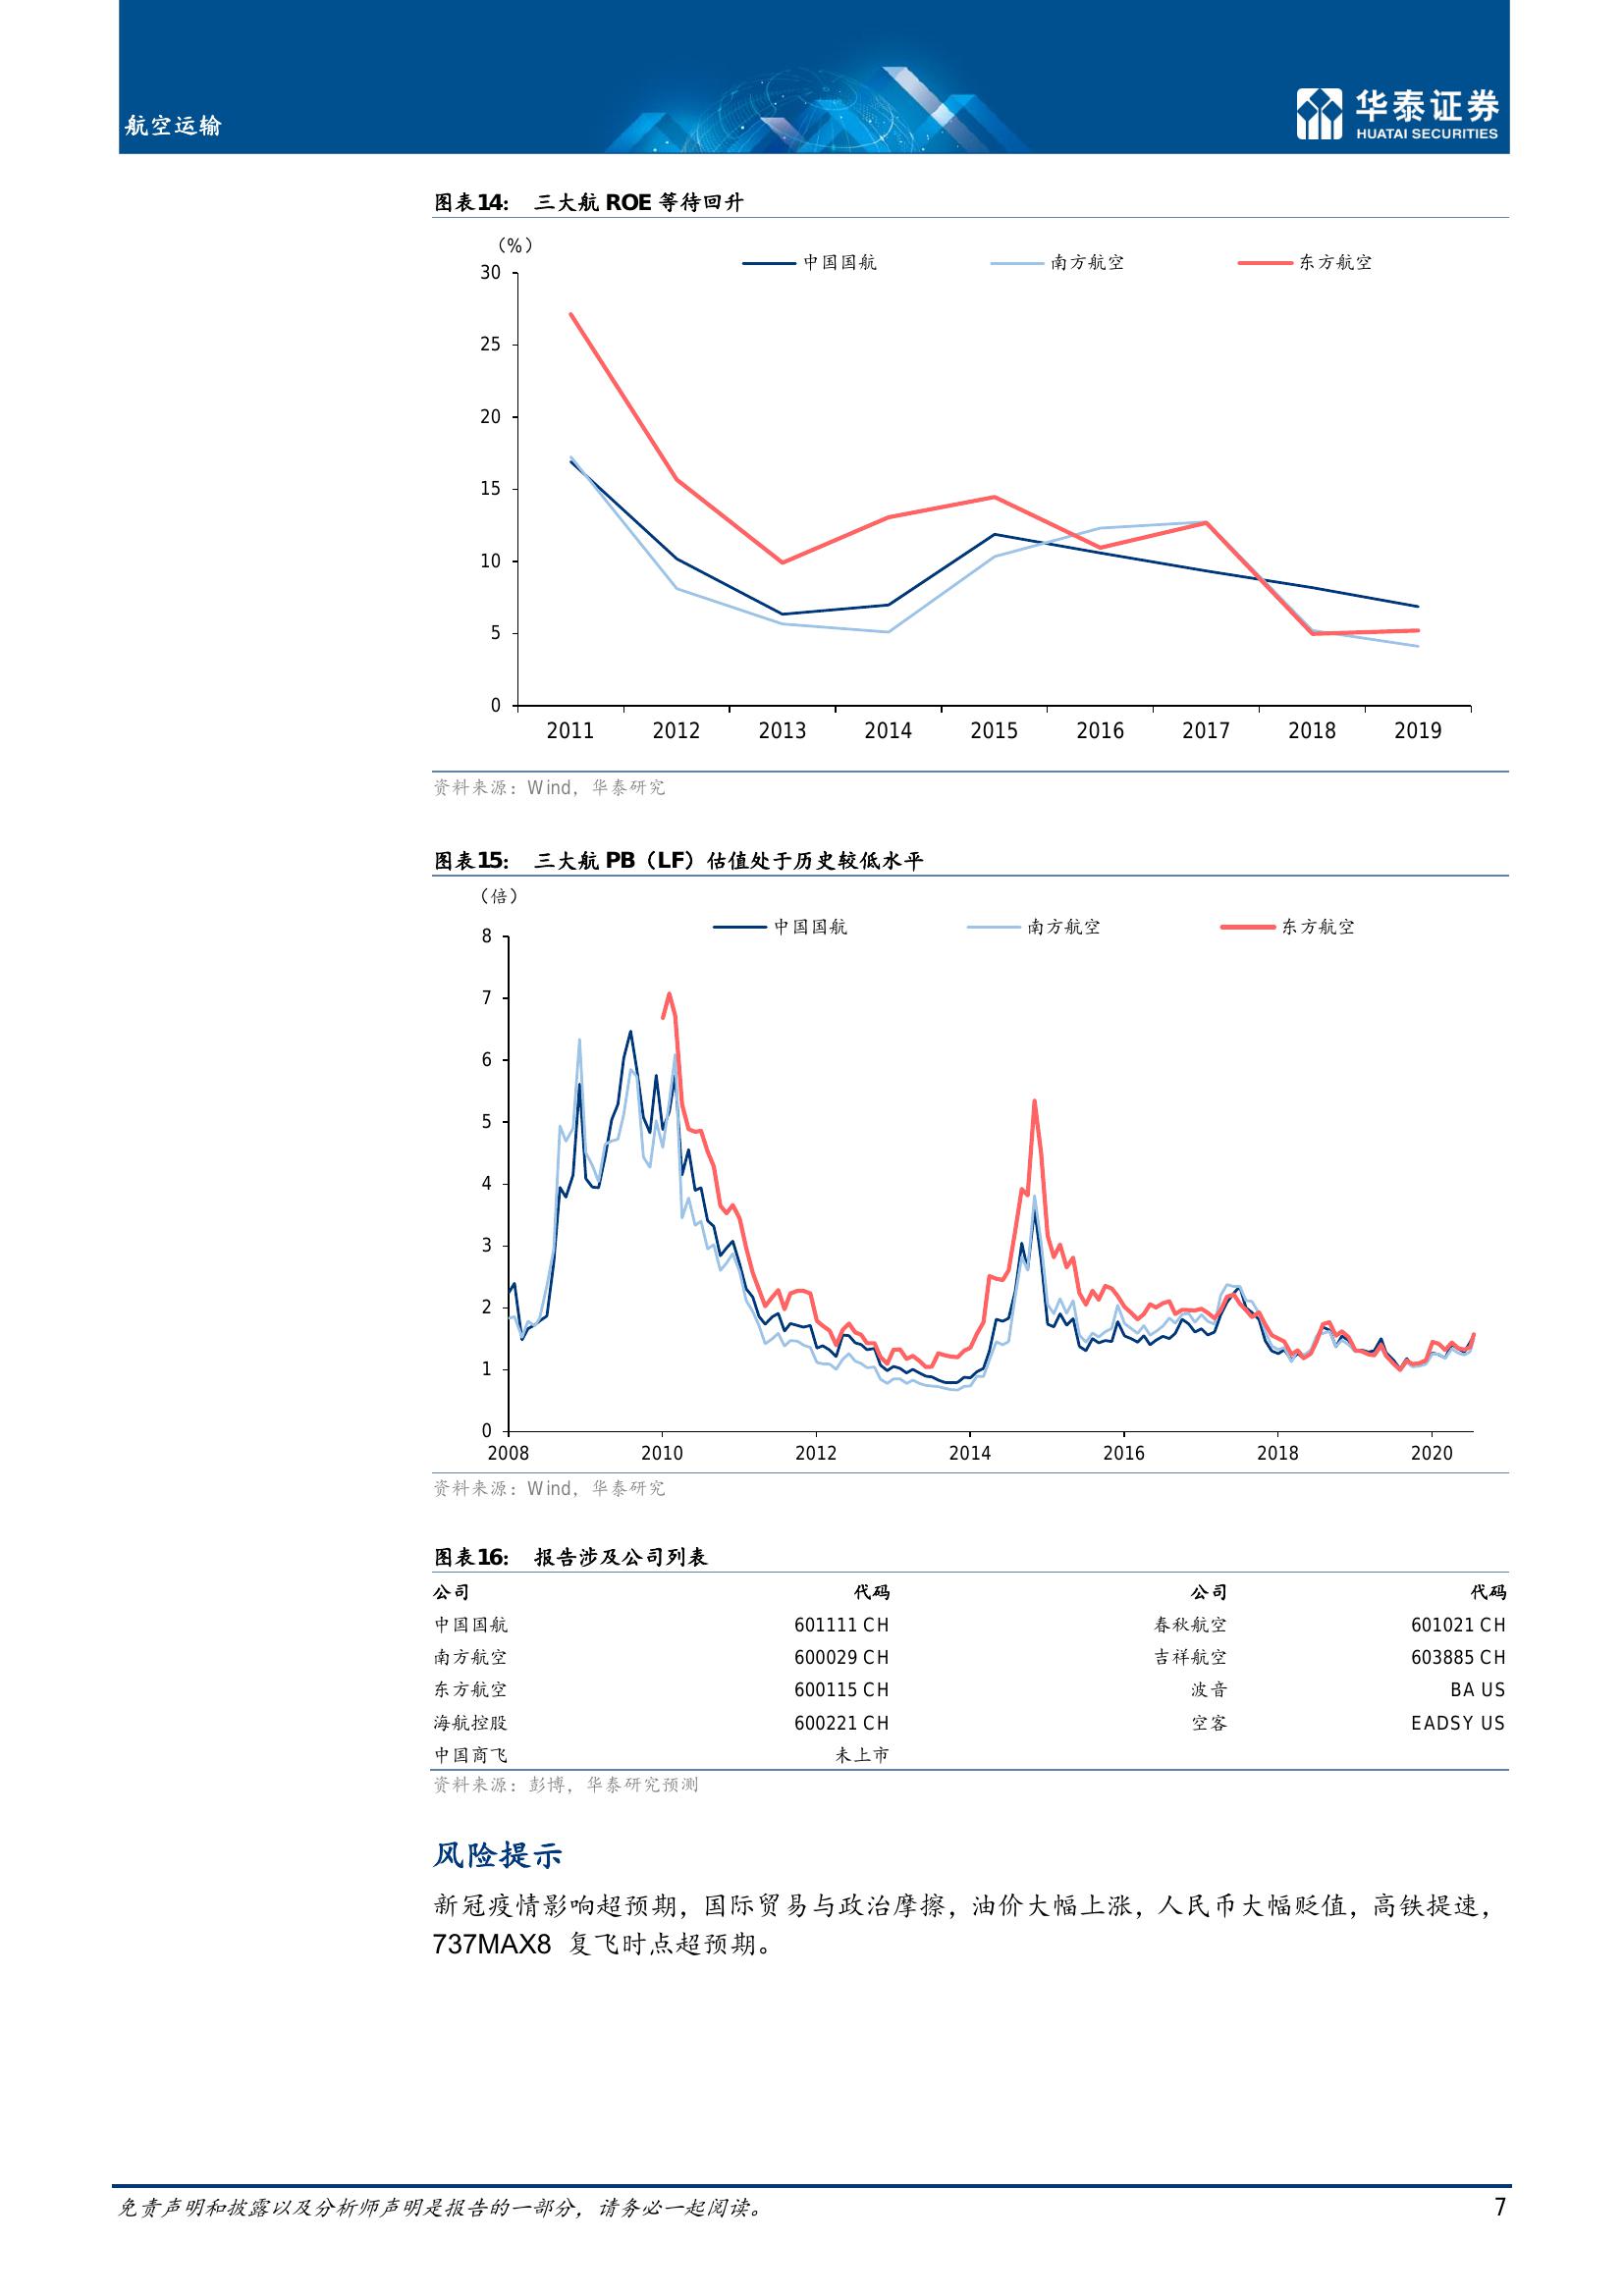 航空运输
华泰证券
HUATAI SECURITIES
图表14： 三大航 ROE 等待回升
（%）
中国国航 南方航空 东方航空
30
25
20
15
10
5
0
2011 2012 2013 2014 2015 2016 2017 2018 2019
资料来源：Wind，华泰研究
图表15： 三大航 PB（LF）估值处于历史较低水平
（倍）
中国国航 南方航空 东方航空
8
7
6
5
4
3
2
1
0
2008 2010 2012 2014 2016 2018 2020
资料来源：Wind，华泰研究
图表16： 报告涉及公司列表
公司 代码 公司 代码
中国国航 601111 CH 春秋航空 601021 CH
南方航空 600029 CH 吉祥航空 603885 CH
东方航空 600115 CH 波音 BA US
海航控股 600221 CH 空客 EADSY US
中国商飞 未上市
资料来源：彭博，华泰研究预测
风险提示
新冠疫情影响超预期，国际贸易与政治摩擦，油价大幅上涨，人民币大幅贬值，高铁提速，
737MAX8 复飞时点超预期。
免责声明和披露以及分析师声明是报告的一部分，请务必一起阅读。 7